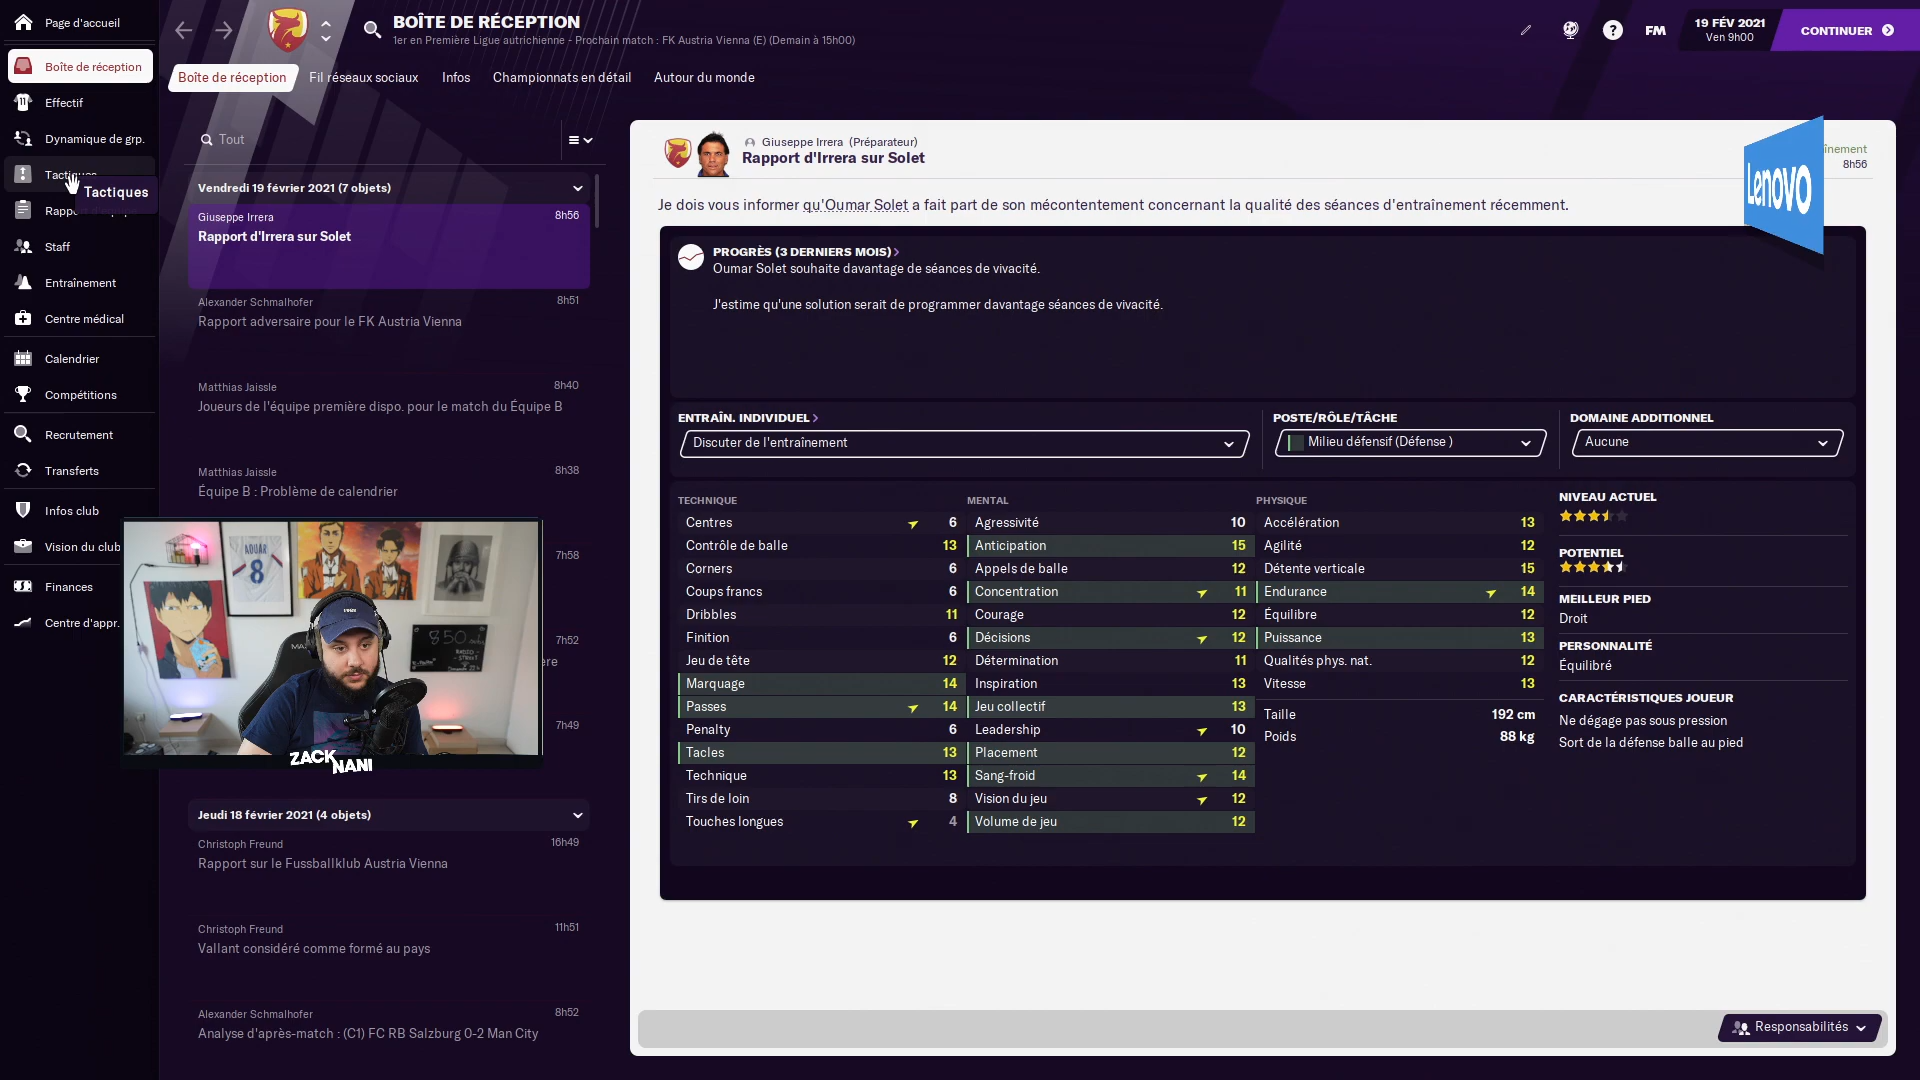 Page d'accueil
Boîte de réception
Effectif
Dynamique de grp.
Tactiques
Tactiques
Staff
Entraînement
Centre médical
Calendrier
Compétitions
Recrutement
Transferts
Infos club
Vision du club
Finances
Centre d'appr.
BOÎTE DE RÉCEPTION
1er en Première Ligue autrichienne - Prochain match : FK Austria Vienna (E) (Demain à 15h00)
FM
19 FÉV 2021
Ven 9h00
CONTINUER
Boîte de réception Fil réseaux sociaux Infos Championnats en détail Autour du monde
Tout
Vendredi 19 février 2021 (7 objets)
Giuseppe Irrera 8h56
Rapport d'Irrera sur Solet
Alexander Schmalhofer 8h51
Rapport adversaire pour le FK Austria Vienna
Matthias Jaissle 8h40
Joueurs de l'équipe première dispo. pour le match du Équipe B
Matthias Jaissle 8h38
Équipe B : Problème de calendrier
7h58
7h52
7h49
AOUAR
8
850
RADIO
STREET
ZACK
NANI
Jeudi 18 février 2021 (4 objets)
Christoph Freund 16h49
Rapport sur le Fussballklub Austria Vienna
Christoph Freund 11h51
Vallant considéré comme formé au pays
Alexander Schmalhofer 8h52
Analyse d'après-match : (C1) FC RB Salzburg 0-2 Man City
Giuseppe Irrera (Préparateur)
Rapport d'Irrera sur Solet
8h56
Lenovo
Je dois vous informer qu'Oumar Solet a fait part de son mécontentement concernant la qualité des séances d'entraînement récemment.
PROGRÈS (3 DERNIERS MOIS)
Oumar Solet souhaite davantage de séances de vivacité.
J'estime qu'une solution serait de programmer davantage séances de vivacité.
ENTRAÎN. INDIVIDUEL POSTE/RÔLE/TÂCHE DOMAINE ADDITIONNEL
Discuter de l'entraînement Milieu défensif (Défense ) Aucune
TECHNIQUE MENTAL PHYSIQUE
Centres 6 Agressivité 10 Accélération 13
Contrôle de balle 13 Anticipation 15 Agilité 12
Corners 6 Appels de balle 12 Détente verticale 15
Coups francs 6 Concentration 11 Endurance 14
Dribbles 11 Courage 12 Équilibre 12
Finition 6 Décisions 12 Puissance 13
Jeu de tête 12 Détermination 11 Qualités phys. nat. 12
Marquage 14 Inspiration 13 Vitesse 13
Passes 14 Jeu collectif 13 Taille 192 cm
Penalty 6 Leadership 10 Poids 88 kg
Tacles 13 Placement 12
Technique 13 Sang-froid 14
Tirs de loin 8 Vision du jeu 12
Touches longues 4 Volume de jeu 12
NIVEAU ACTUEL
POTENTIEL
MEILLEUR PIED
Droit
PERSONNALITÉ
Équilibré
CARACTÉRISTIQUES JOUEUR
Ne dégage pas sous pression
Sort de la défense balle au pied
Responsabilités